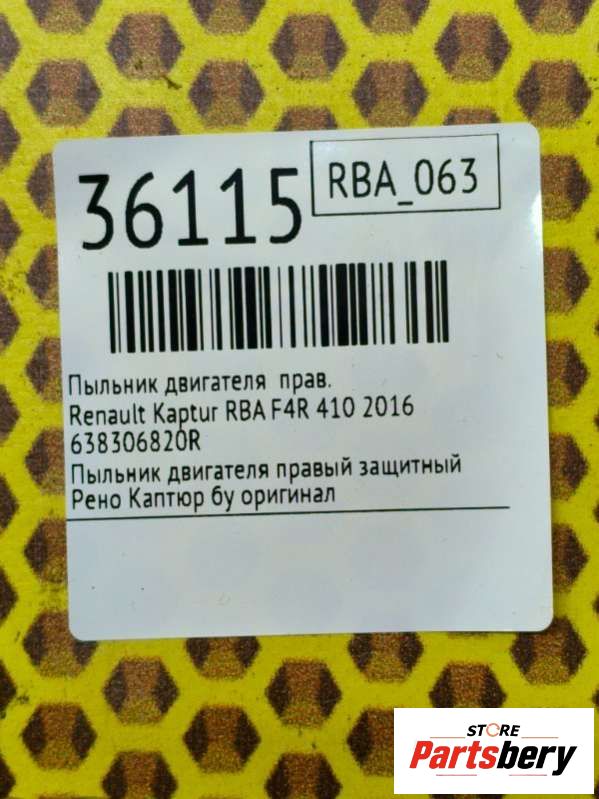 36115
RBA_063
Пыльник двигателя прав.
Renault Kaptur RBA F4R 410 2016
638306820R
Пыльник двигателя правый защитный
Рено Каптюр бу оригинал
STORE
Partsbery